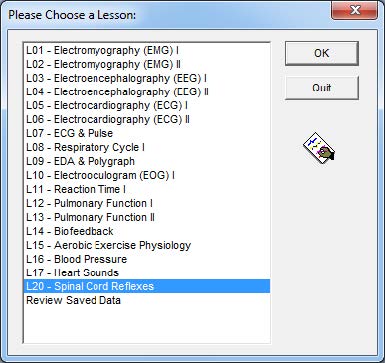 Please Choose a Lesson:
L01 - Electromyography (EMG) I
L02 - Electromyography (EMG) II
L03 - Electroencephalography (EEG) I
L04 - Electroencephalography (EEG) II
L05 - Electrocardiography (ECG) I
L06 - Electrocardiography (ECG) II
L07 - ECG & Pulse
L08 - Respiratory Cycle I
L09 - EDA & Polygraph
L10 - Electrooculogram (EOG) I
L11 - Reaction Time I
L12 - Pulmonary Function I
L13 - Pulmonary Function II
L14 - Biofeedback
L15 - Aerobic Exercise Physiology
L16 - Blood Pressure
L17 - Heart Sounds
L20 - Spinal Cord Reflexes
Review Saved Data
OK
Quit